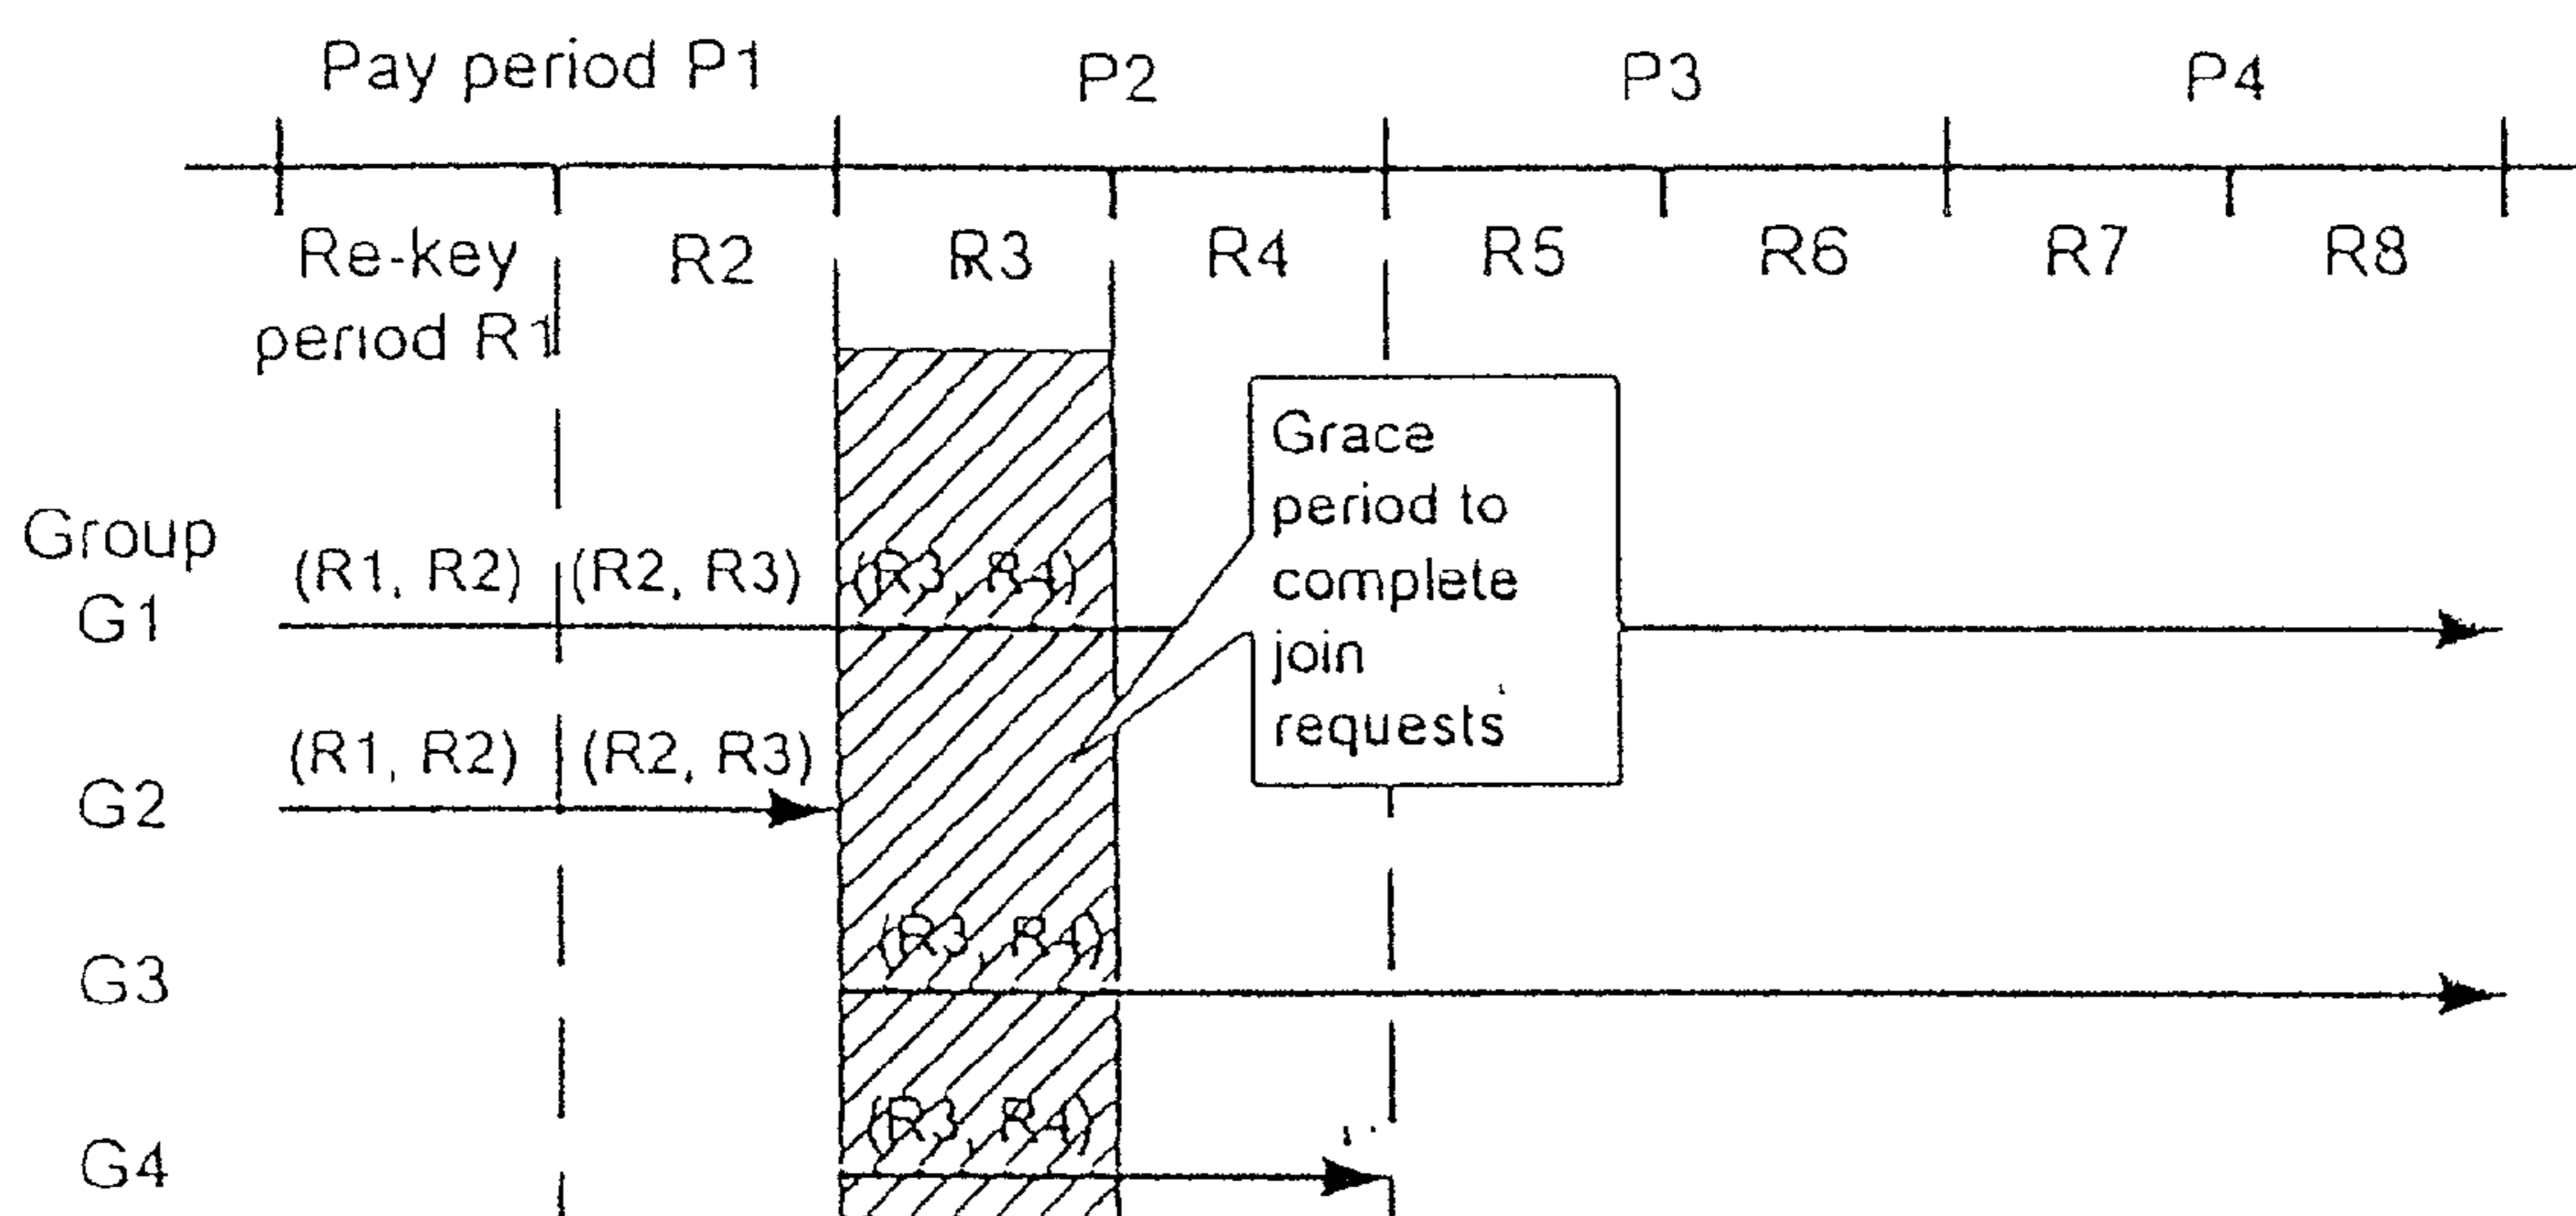 Pay period P1 P2 P3 P4
Re-key R2 R3 R4 R5 R6 R7 R8
period R1
Grace
period to
complete
join
requests
Group
G1 (R1, R2) (R2, R3) (R3, R4)
G2 (R1, R2) (R2, R3)
G3 (R3, R4)
G4 (R3, R4)